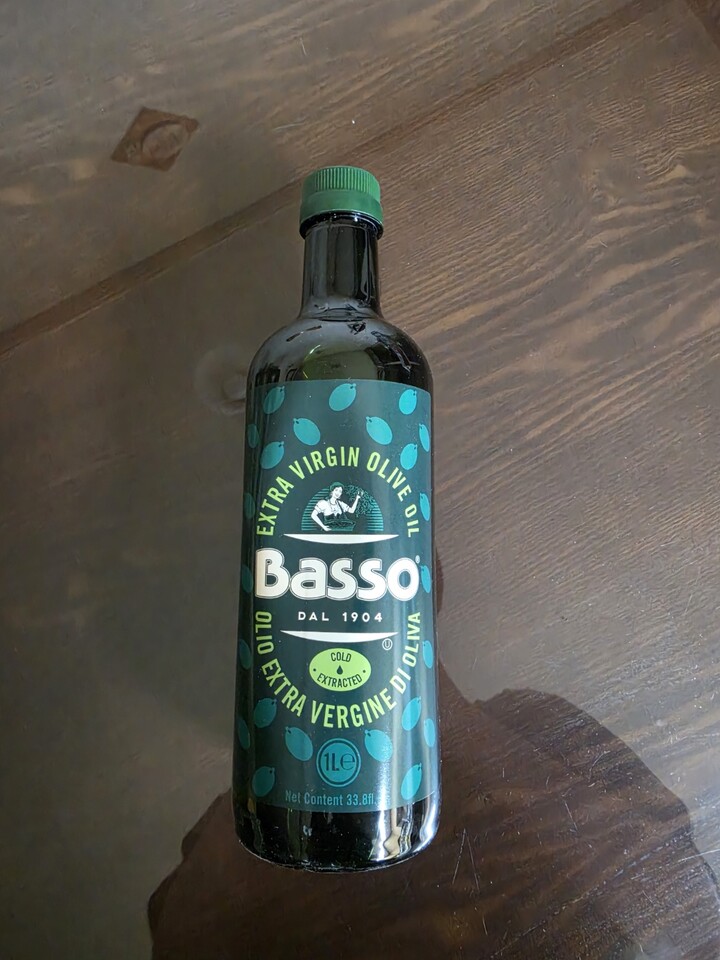 EXTRA VIRGIN OLIVE OIL
Basso®
DAL 1904
U
COLD
EXTRACTED
OLIO EXTRA VERGINE DI OLIVA
1L℮
Net Content 33.8fl.